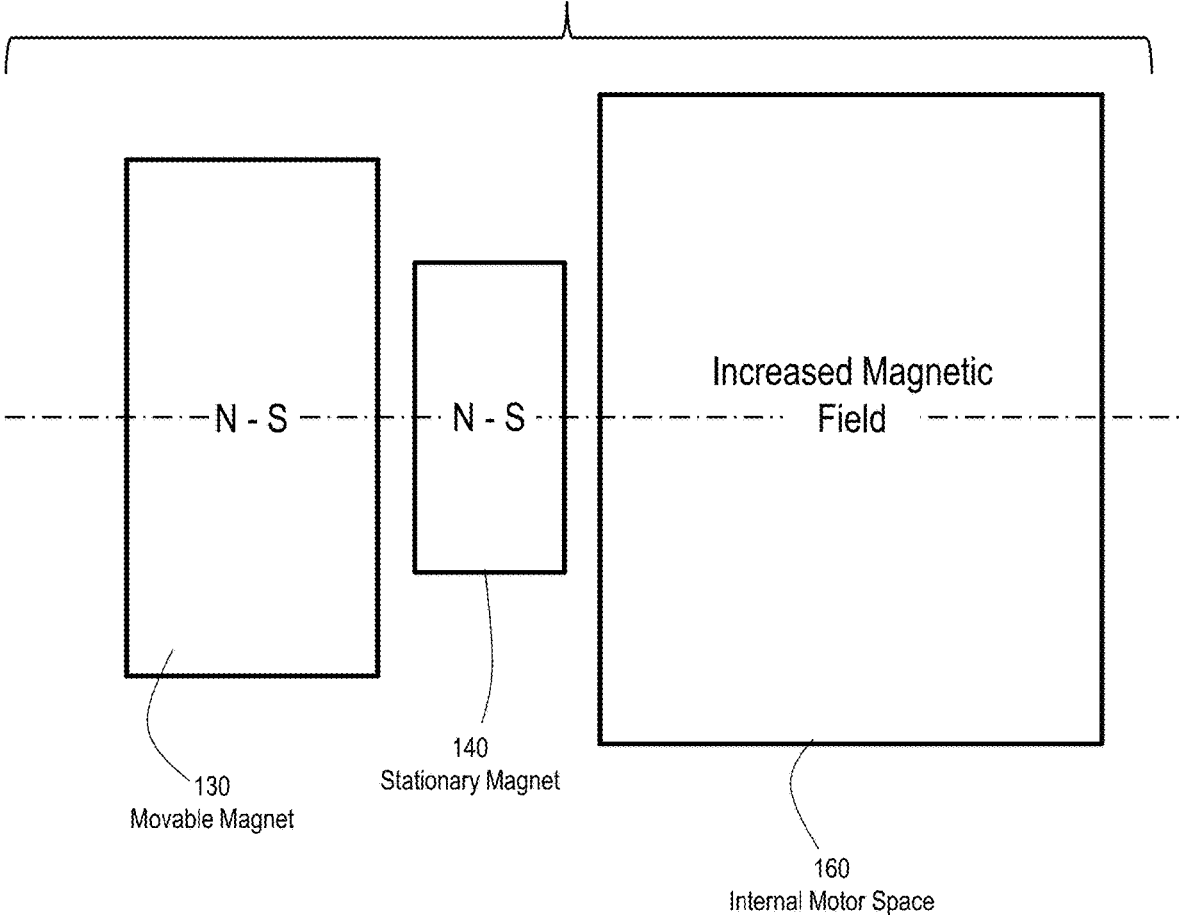 Increased Magnetic
Field
N - S
N - S
140
Stationary Magnet
130
Movable Magnet
160
Internal Motor Space